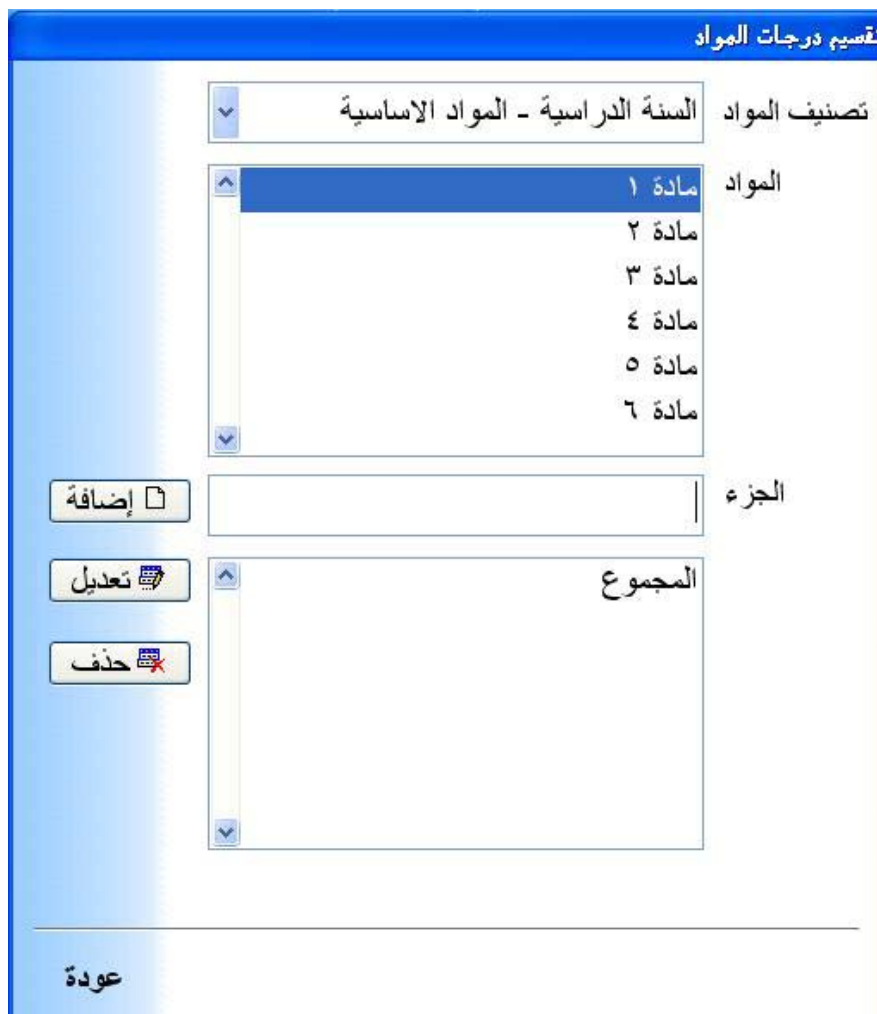 تقسيم درجات المواد
تصنيف المواد السنة الدراسية - المواد الاساسية
المواد مادة ١
مادة ٢
مادة ٣
مادة ٤
مادة ٥
مادة ٦
الجزء إضافة
المجموع تعديل
حذف
عودة